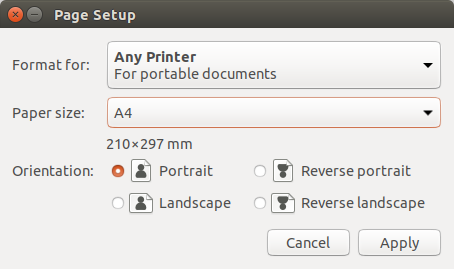 Page Setup
Format for:
Any Printer
For portable documents
Paper size:
A4
210×297 mm
Orientation:
Portrait
Reverse portrait
Landscape
Reverse landscape
Cancel
Apply